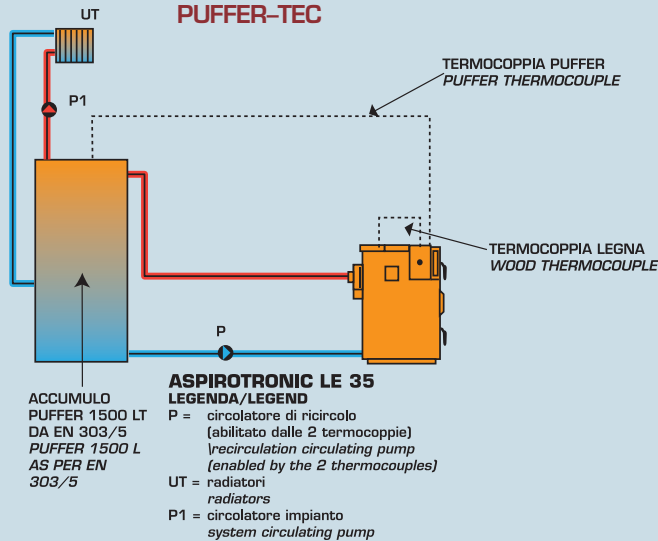 PUFFER–TEC
UT
TERMOCOPPIA PUFFER
PUFFER THERMOCOUPLE
P1
TERMOCOPPIA LEGNA
WOOD THERMOCOUPLE
P
ACCUMULO
PUFFER 1500 LT
DA EN 303/5
PUFFER 1500 L
AS PER EN
303/5
ASPIROTRONIC LE 35
LEGENDA/LEGEND
P = circolatore di ricircolo
(abilitato dalle 2 termocoppie)
\recirculation circulating pump
(enabled by the 2 thermocouples)
UT = radiatori
radiators
P1 = circolatore impianto
system circulating pump